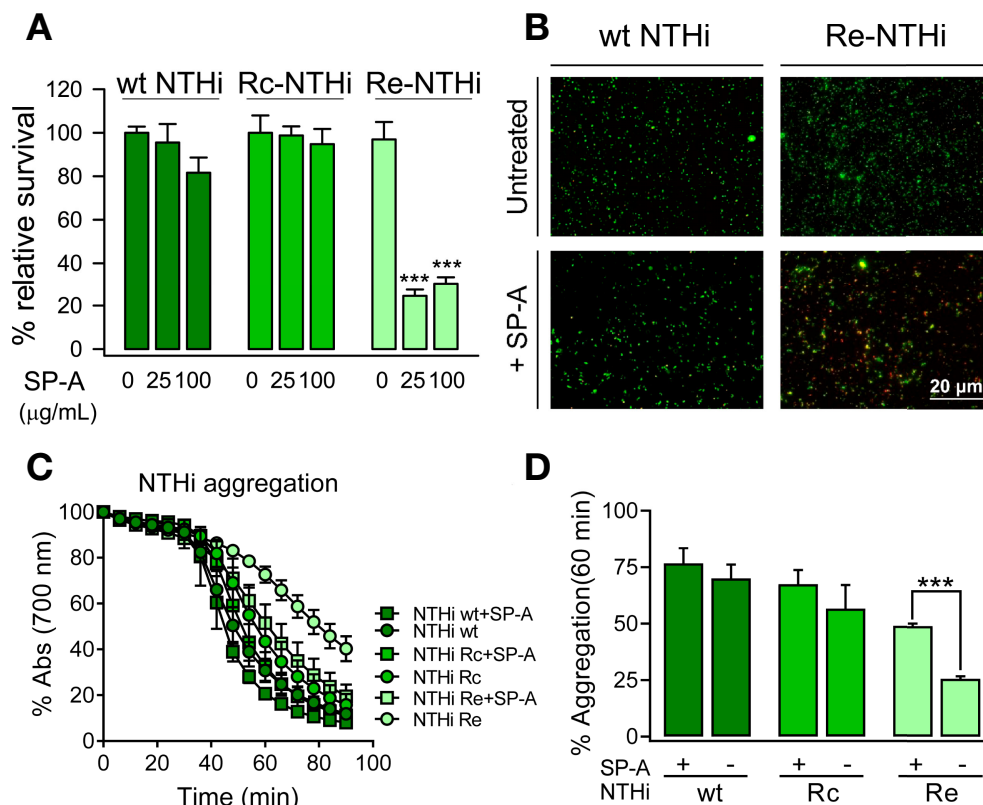 A
wt NTHi Rc-NTHi Re-NTHi
% relative survival
120
100
80
60
40
20
0
*** ***
SP-A 0 25 100 0 25 100 0 25 100
(μg/mL)
B
wt NTHi Re-NTHi
Untreated
+ SP-A
20 μm
C
NTHi aggregation
% Abs (700 nm)
100
80
60
40
20
0
0 20 40 60 80 100
Time (min)
NTHi wt+SP-A
NTHi wt
NTHi Rc+SP-A
NTHi Rc
NTHi Re+SP-A
NTHi Re
D
% Aggregation(60 min)
100
75
50
25
0
***
SP-A + - + - + -
NTHi wt Rc Re